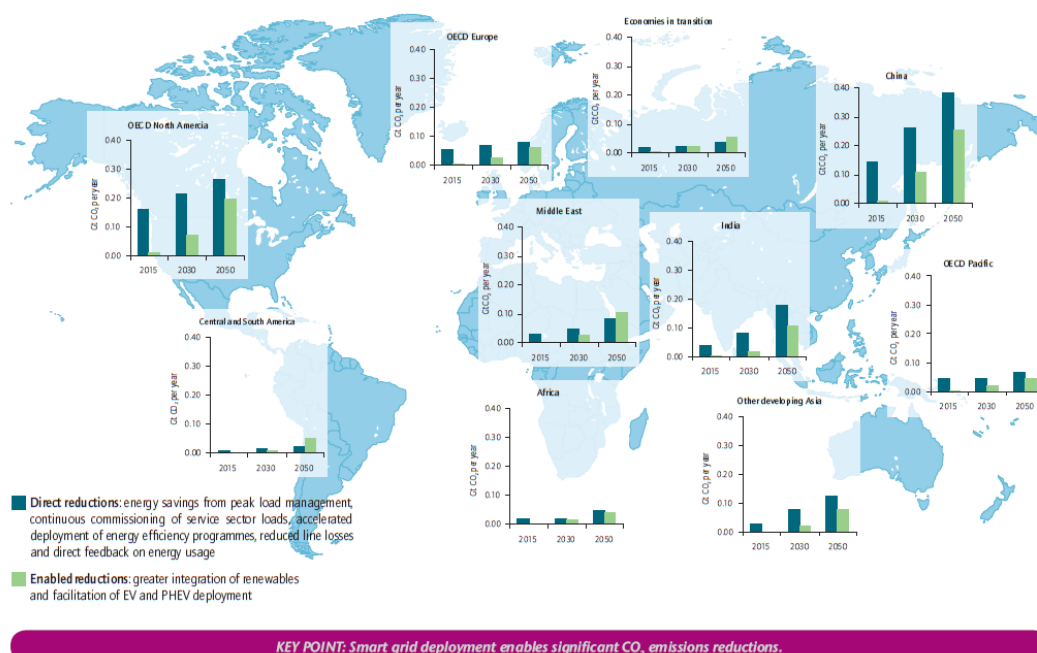 Economies in transition
0.40
0.30
0.20
0.10
0.00
GtCO2 per year
2015 2030 2050
OECD Europe
0.40
0.30
0.20
0.10
0.00
Gt CO2 per year
2015 2030 2050
China
0.40
0.30
0.20
0.10
0.00
GtCO2 per year
2015 2030 2050
OECD North Amercia
0.40
0.30
0.20
0.10
0.00
Gt CO2 per year
2015 2030 2050
Middle East
0.40
0.30
0.20
0.10
0.00
GtCO2 per year
2015 2030 2050
India
0.40
0.30
0.20
0.10
0.00
Gt CO2 per year
2015 2030 2050
OECD Pacific
0.40
0.30
0.20
0.10
0.00
Gt CO2 per year
2015 2030 2050
Central and South America
0.40
0.30
0.20
0.10
0.00
Gt CO2 per year
2015 2030 2050
Africa
0.40
0.30
0.20
0.10
0.00
Gt CO2 per year
2015 2030 2050
Other developing Asia
0.40
0.30
0.20
0.10
0.00
Gt CO2 per year
2015 2030 2050
Direct reductions: energy savings from peak load management,
continuous commissioning of service sector loads, accelerated
deployment of energy efficiency programmes, reduced line losses
and direct feedback on energy usage
Enabled reductions: greater integration of renewables
and facilitation of EV and PHEV deployment
KEY POINT: Smart grid deployment enables significant CO2 emissions reductions.